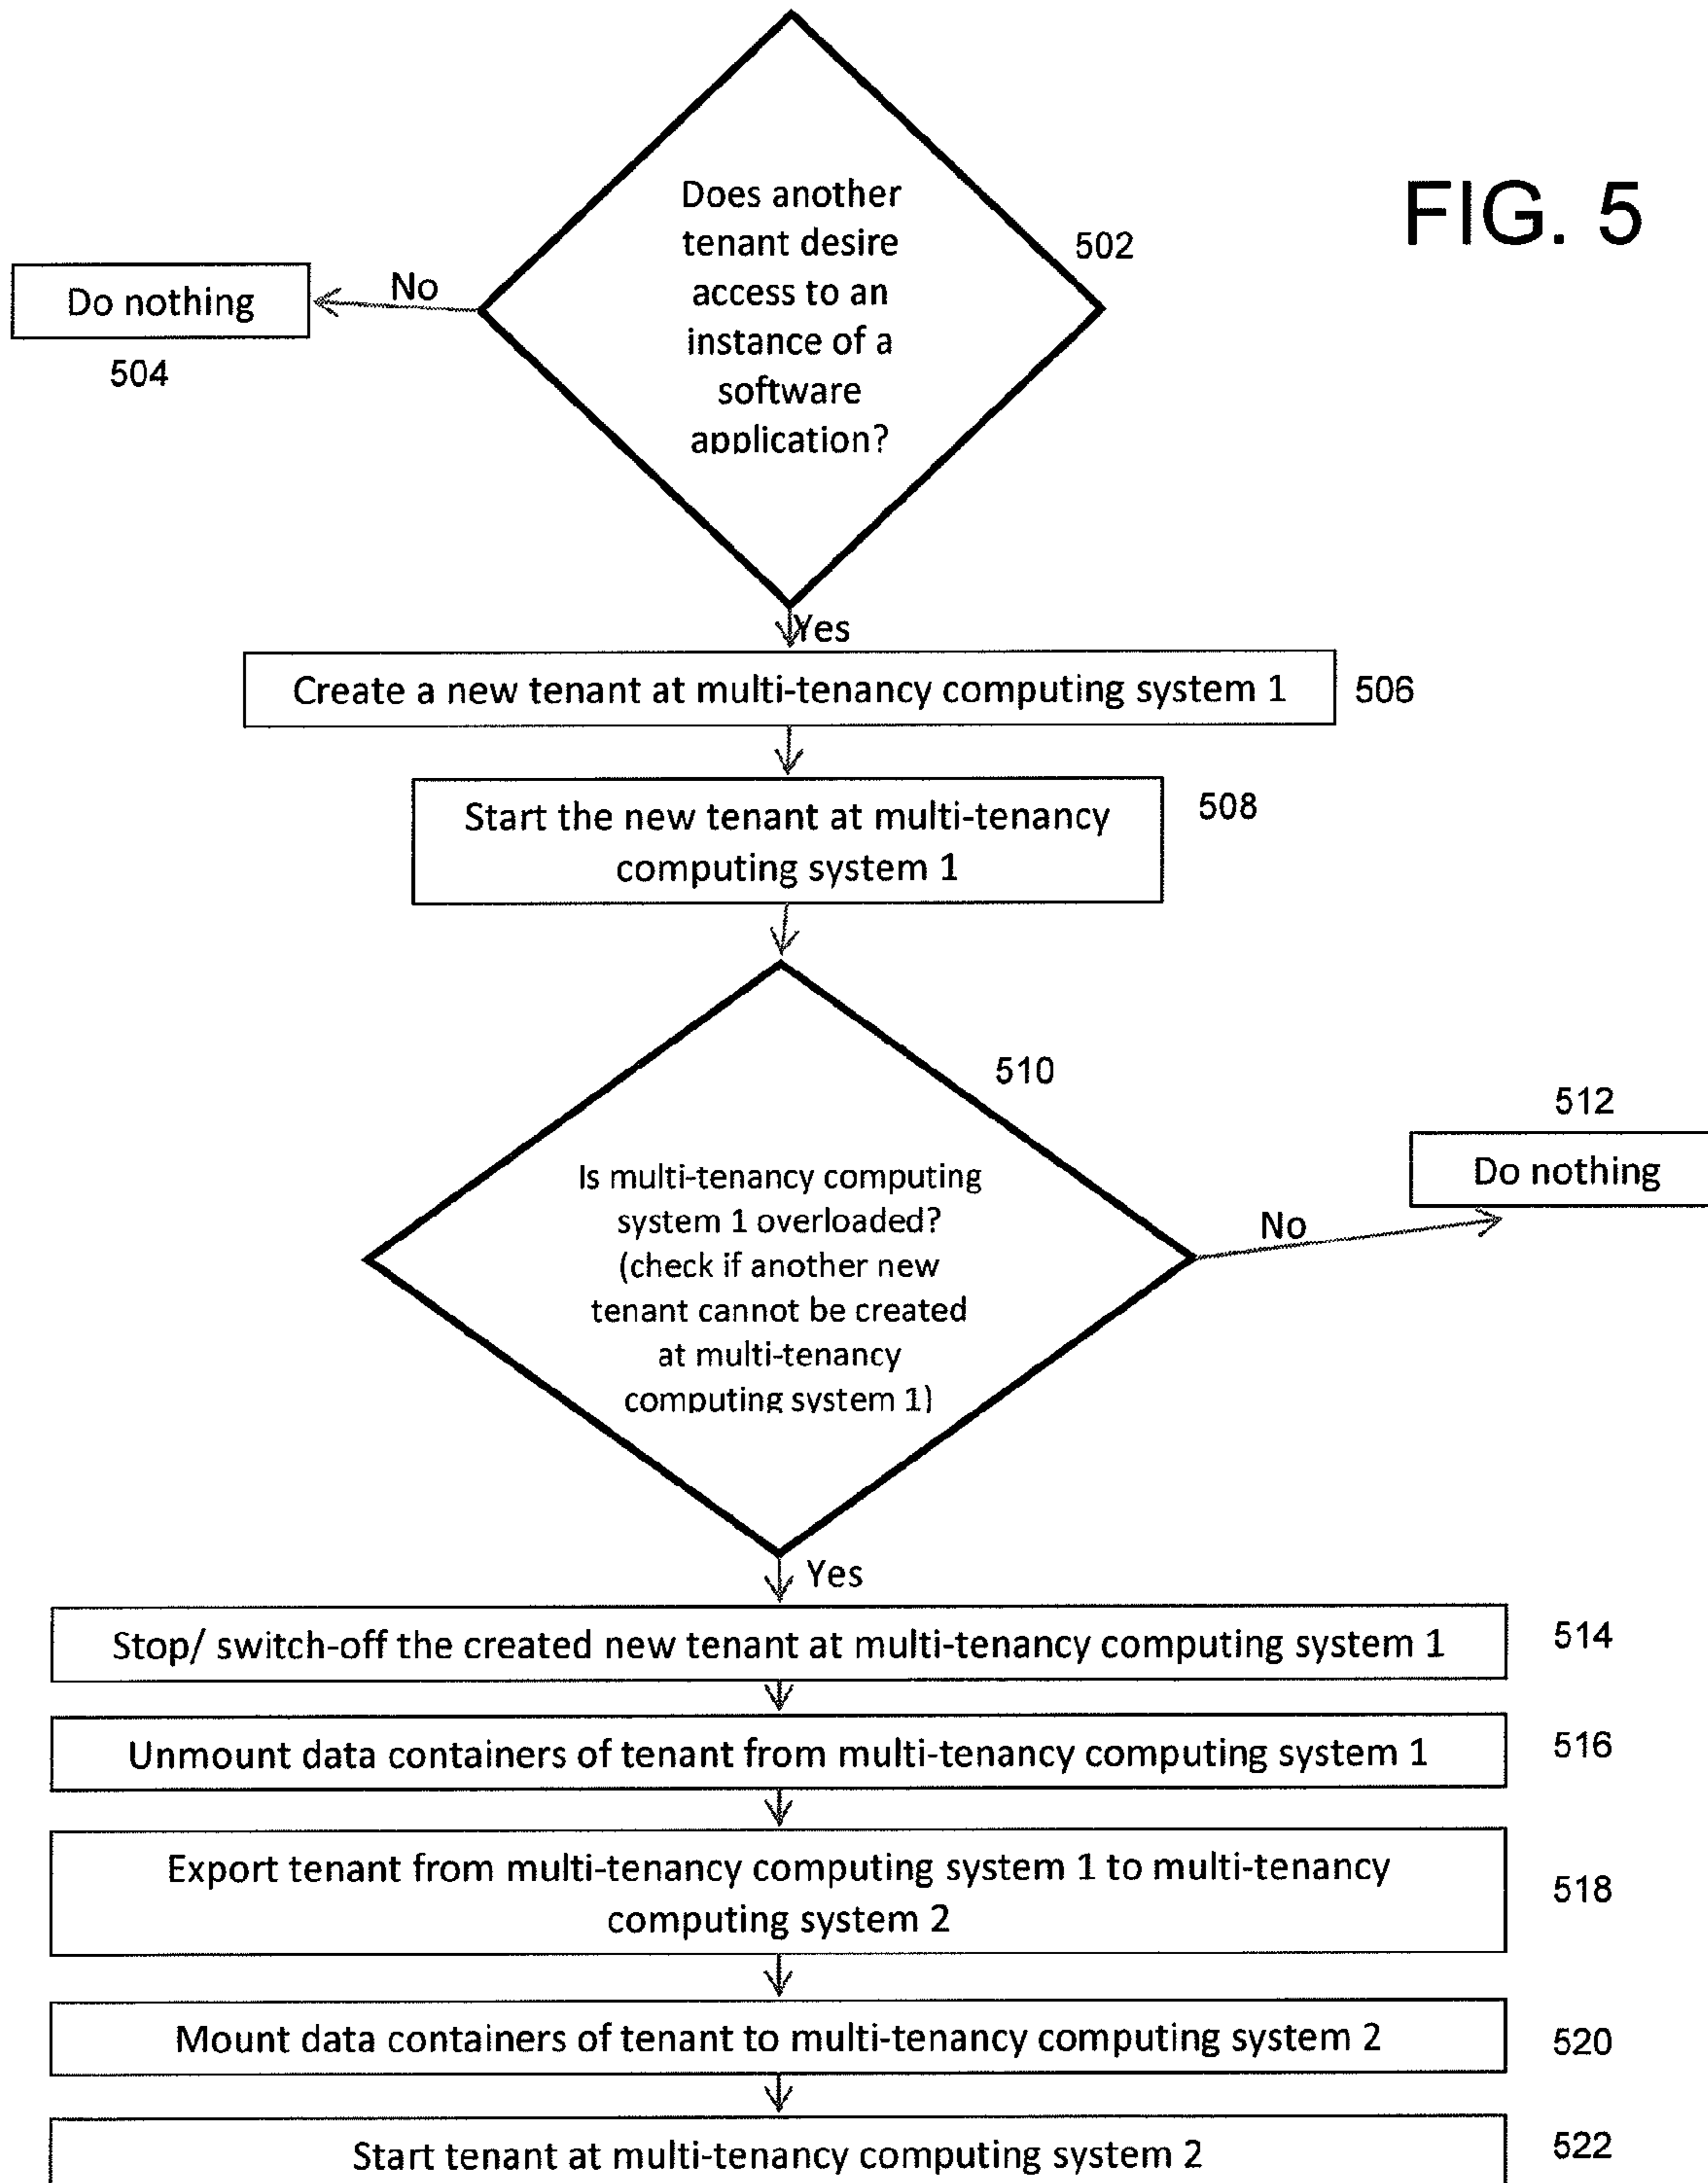 FIG. 5
Does another
tenant desire
access to an
instance of a
software
application?
502
No
Do nothing
504
Yes
Create a new tenant at multi-tenancy computing system 1
506
Start the new tenant at multi-tenancy
computing system 1
508
510
Is multi-tenancy computing
system 1 overloaded?
(check if another new
tenant cannot be created
at multi-tenancy
computing system 1)
No
512
Do nothing
Yes
Stop/ switch-off the created new tenant at multi-tenancy computing system 1
514
Unmount data containers of tenant from multi-tenancy computing system 1
516
Export tenant from multi-tenancy computing system 1 to multi-tenancy
computing system 2
518
Mount data containers of tenant to multi-tenancy computing system 2
520
Start tenant at multi-tenancy computing system 2
522